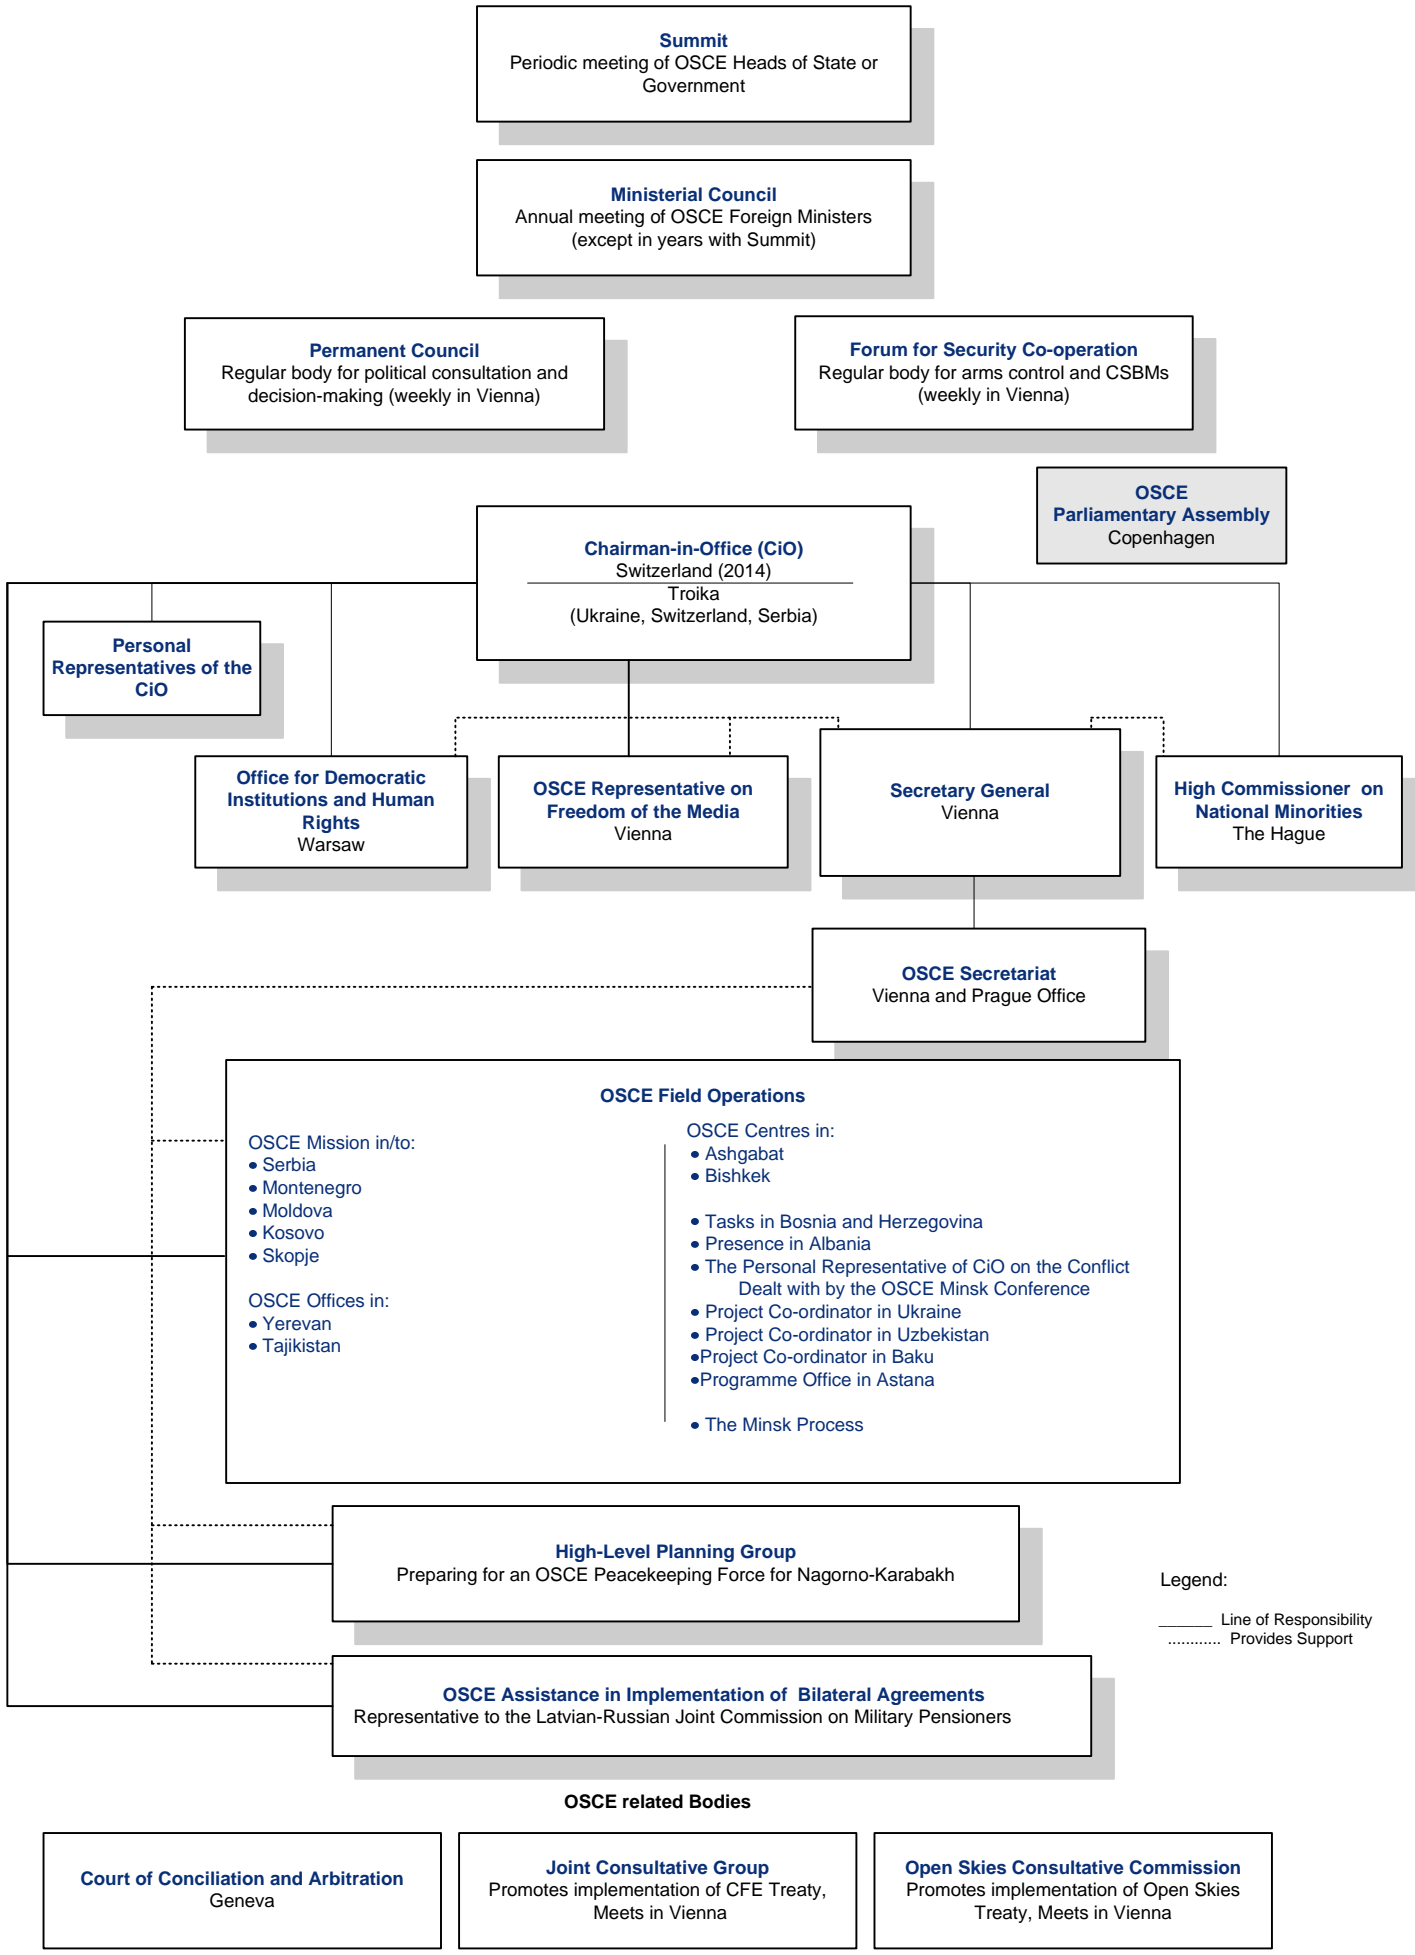 Summit
Periodic meeting of OSCE Heads of State or
Government
Ministerial Council
Annual meeting of OSCE Foreign Ministers
(except in years with Summit)
Permanent Council
Regular body for political consultation and
decision-making (weekly in Vienna)
Forum for Security Co-operation
Regular body for arms control and CSBMs
(weekly in Vienna)
OSCE
Parliamentary Assembly
Copenhagen
Chairman-in-Office (CiO)
Switzerland (2014)
Troika
(Ukraine, Switzerland, Serbia)
Personal
Representatives of the
CiO
Office for Democratic
Institutions and Human
Rights
Warsaw
OSCE Representative on
Freedom of the Media
Vienna
Secretary General
Vienna
High Commissioner on
National Minorities
The Hague
OSCE Secretariat
Vienna and Prague Office
OSCE Field Operations
OSCE Mission in/to:
• Serbia
• Montenegro
• Moldova
• Kosovo
• Skopje
OSCE Offices in:
• Yerevan
• Tajikistan
OSCE Centres in:
• Ashgabat
• Bishkek
• Tasks in Bosnia and Herzegovina
• Presence in Albania
• The Personal Representative of CiO on the Conflict
Dealt with by the OSCE Minsk Conference
• Project Co-ordinator in Ukraine
• Project Co-ordinator in Uzbekistan
•Project Co-ordinator in Baku
•Programme Office in Astana
• The Minsk Process
High-Level Planning Group
Preparing for an OSCE Peacekeeping Force for Nagorno-Karabakh
Legend:
______ Line of Responsibility
............ Provides Support
OSCE Assistance in Implementation of Bilateral Agreements
Representative to the Latvian-Russian Joint Commission on Military Pensioners
OSCE related Bodies
Court of Conciliation and Arbitration
Geneva
Joint Consultative Group
Promotes implementation of CFE Treaty,
Meets in Vienna
Open Skies Consultative Commission
Promotes implementation of Open Skies
Treaty, Meets in Vienna